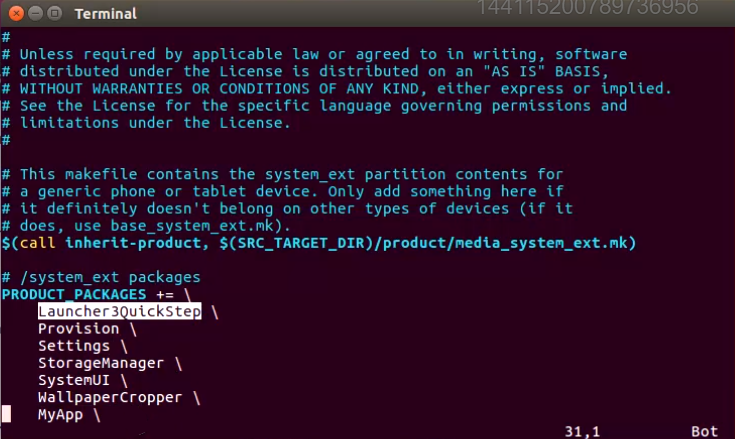 Terminal
144115200789736956
#
# Unless required by applicable law or agreed to in writing, software
# distributed under the License is distributed on an "AS IS" BASIS,
# WITHOUT WARRANTIES OR CONDITIONS OF ANY KIND, either express or implied.
# See the License for the specific language governing permissions and
# limitations under the License.
#
# This makefile contains the system_ext partition contents for
# a generic phone or tablet device. Only add something here if
# it definitely doesn't belong on other types of devices (if it
# does, use base_system_ext.mk).
$(call inherit-product, $(SRC_TARGET_DIR)/product/media_system_ext.mk)
# /system_ext packages
PRODUCT_PACKAGES += \
Launcher3QuickStep \
Provision \
Settings \
StorageManager \
SystemUI \
WallpaperCropper \
MyApp \
31,1 Bot